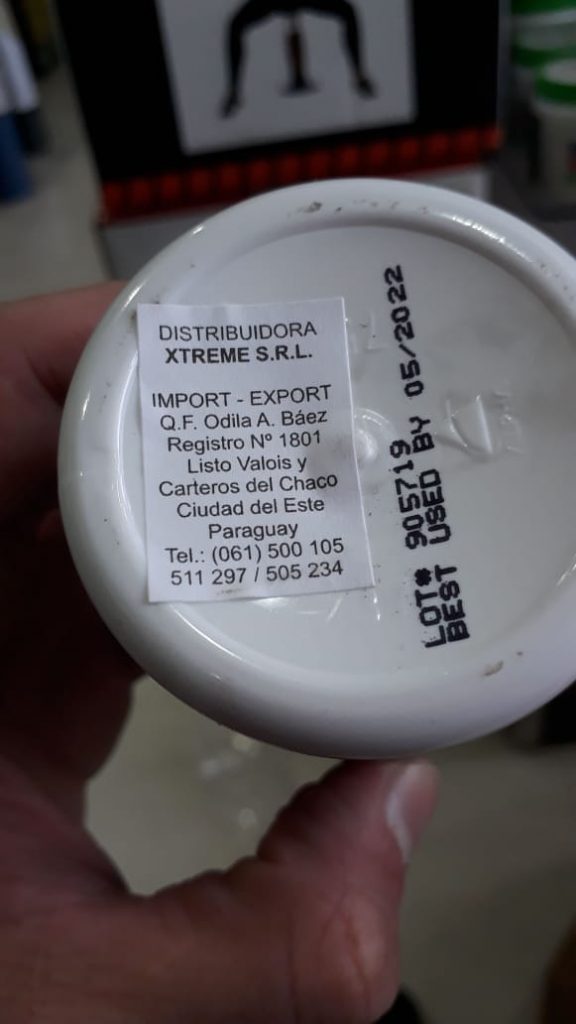 DISTRIBUIDORA
XTREME S.R.L.
IMPORT - EXPORT
Q.F. Odila A. Báez
Registro Nº 1801
Listo Valois y
Carteros del Chaco
Ciudad del Este
Paraguay
Tel.: (061) 500 105
511 297 / 505 234
LOT# 905719
BEST USED BY 05/2022